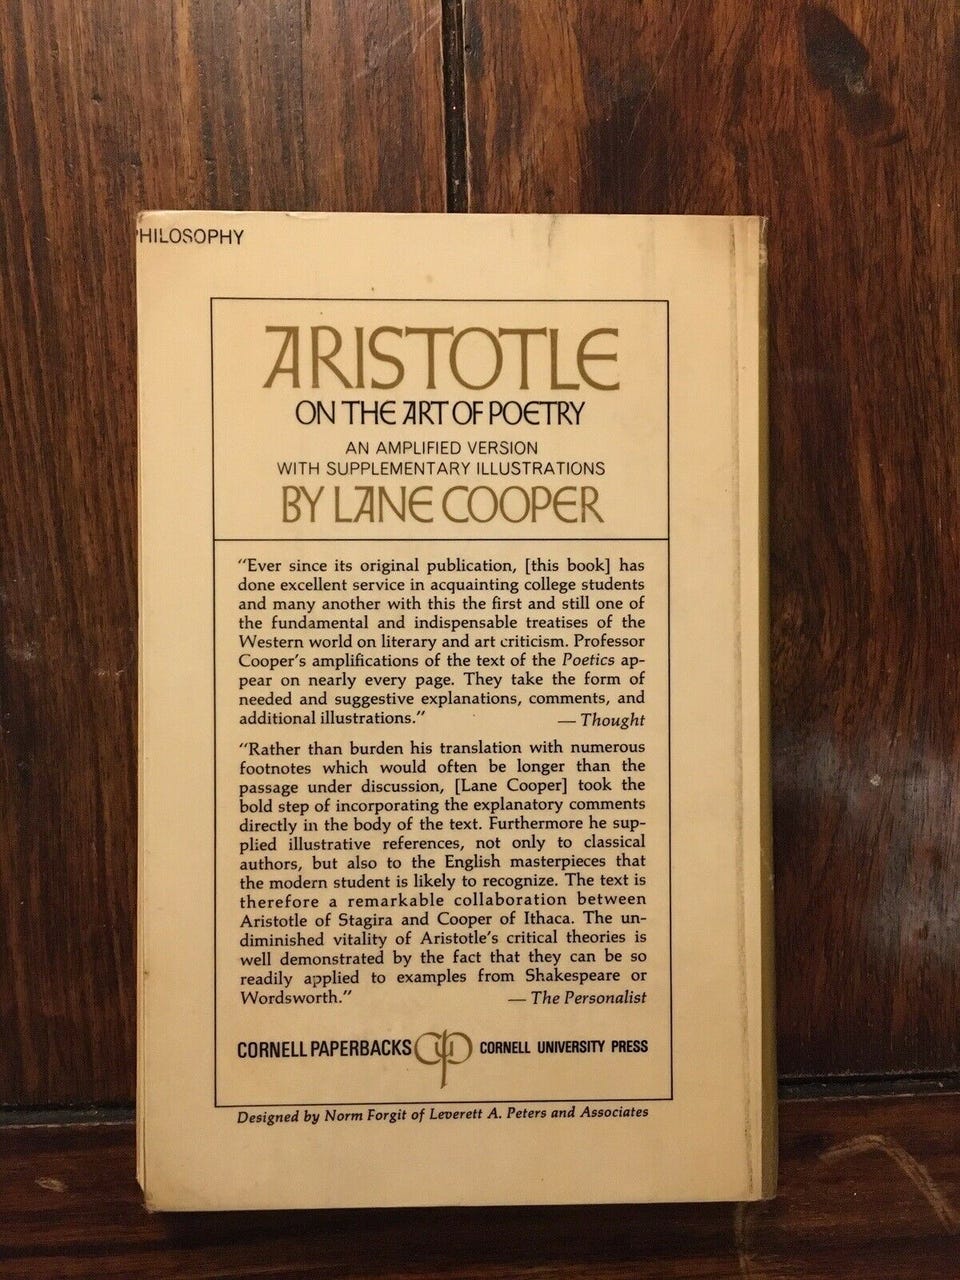 PHILOSOPHY
ARISTOTLE
ON THE ART OF POETRY
AN AMPLIFIED VERSION
WITH SUPPLEMENTARY ILLUSTRATIONS
BY LANE COOPER
"Ever since its original publication, [this book] has
done excellent service in acquainting college students
and many another with this the first and still one of
the fundamental and indispensable treatises of the
Western world on literary and art criticism. Professor
Cooper's amplifications of the text of the Poetics ap-
pear on nearly every page. They take the form of
needed and suggestive explanations, comments, and
additional illustrations." — Thought
"Rather than burden his translation with numerous
footnotes which would often be longer than the
passage under discussion, [Lane Cooper] took the
bold step of incorporating the explanatory comments
directly in the body of the text. Furthermore he sup-
plied illustrative references, not only to classical
authors, but also to the English masterpieces that
the modern student is likely to recognize. The text is
therefore a remarkable collaboration between
Aristotle of Stagira and Cooper of Ithaca. The un-
diminished vitality of Aristotle's critical theories is
well demonstrated by the fact that they can be so
readily applied to examples from Shakespeare or
Wordsworth." — The Personalist
CORNELL PAPERBACKS CUP CORNELL UNIVERSITY PRESS
Designed by Norm Forgit of Leverett A. Peters and Associates